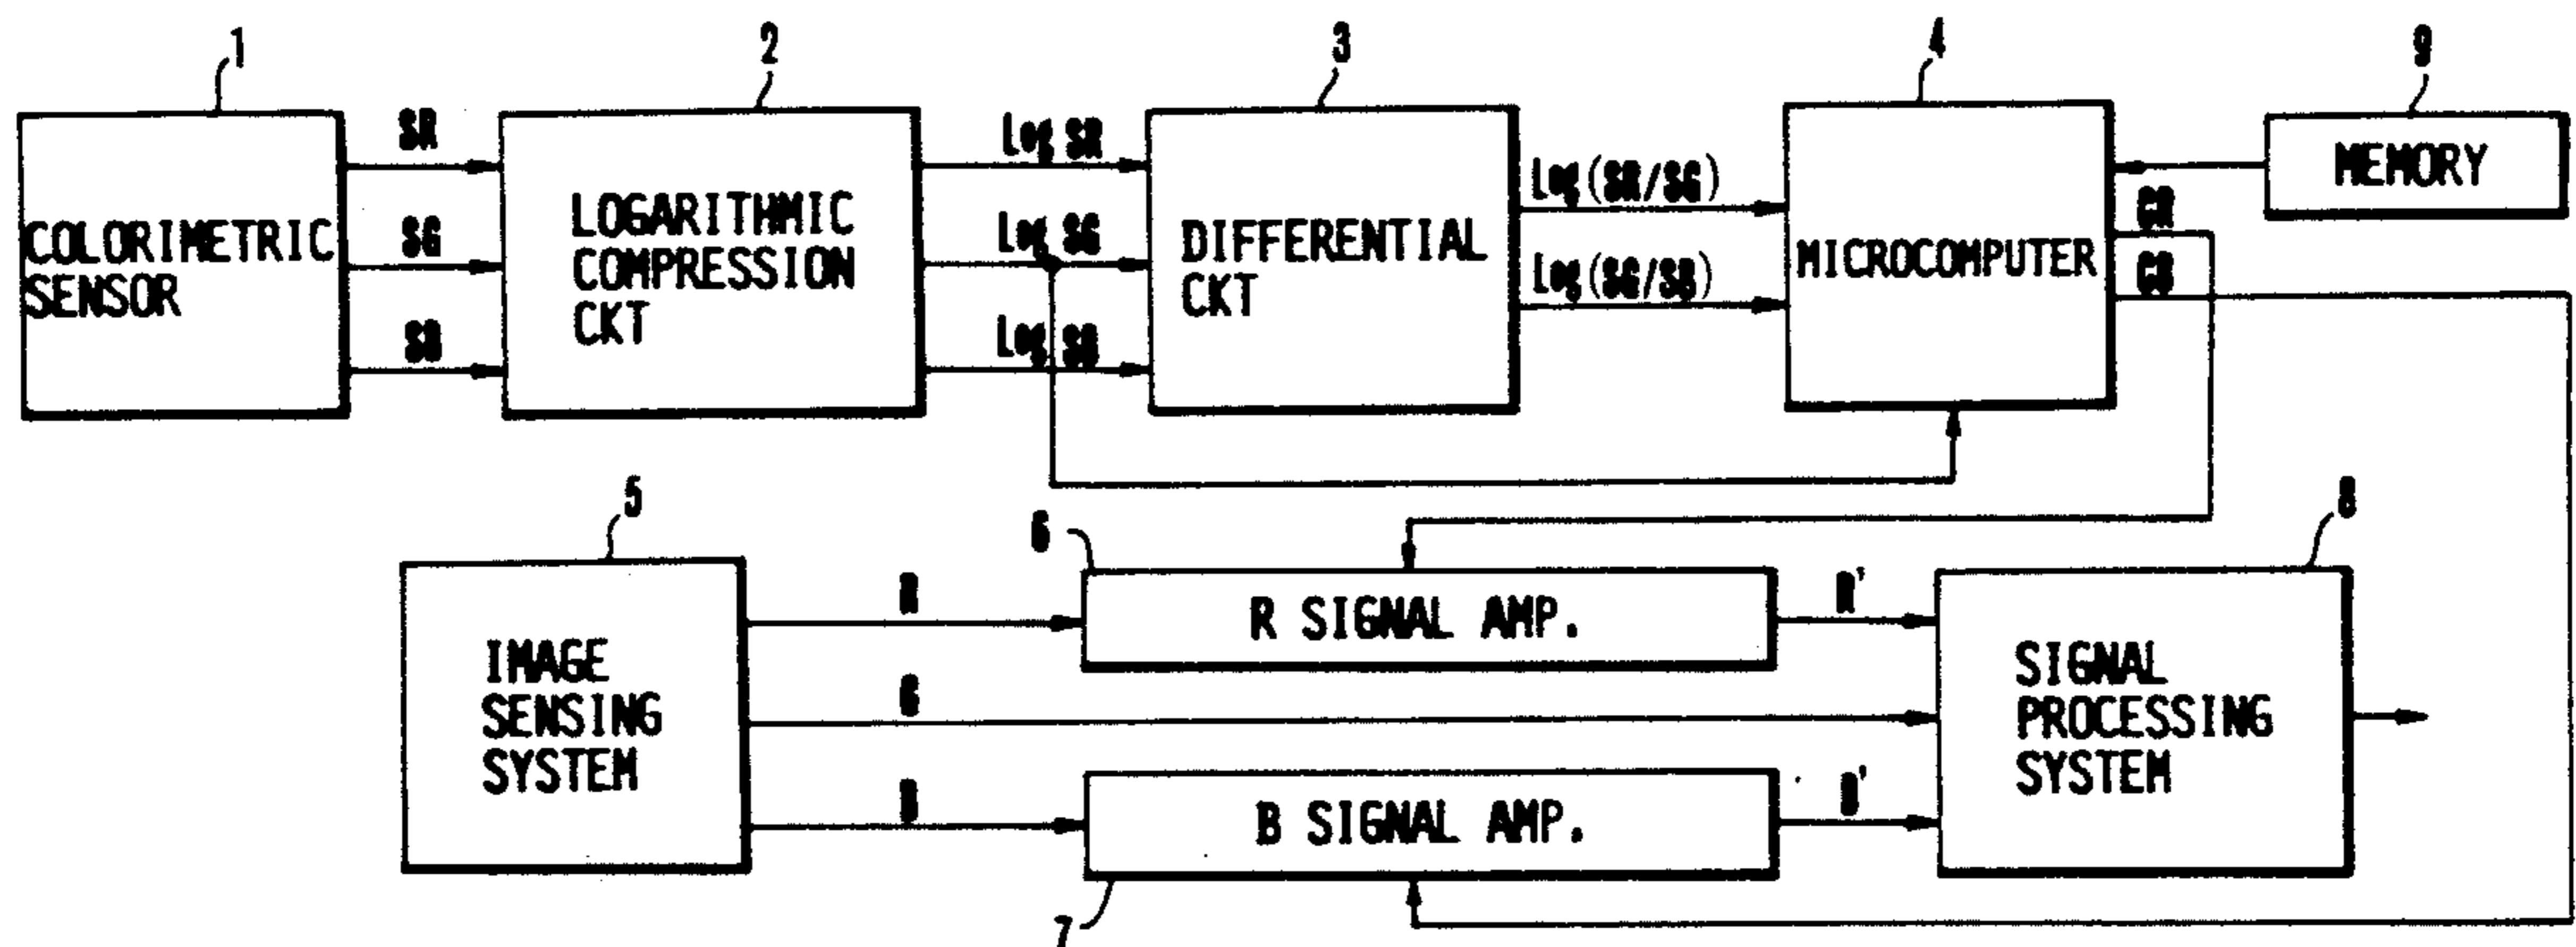 1
2
3
4
9
COLORIMETRIC
SENSOR
SR
SG
SB
LOGARITHMIC
COMPRESSION
CKT
Log SR
Log SG
Log SB
DIFFERENTIAL
CKT
Log(SR/SG)
Log(SG/SB)
MICROCOMPUTER
MEMORY
5
6
8
IMAGE
SENSING
SYSTEM
R
G
B
R SIGNAL AMP.
B SIGNAL AMP.
R'
B'
SIGNAL
PROCESSING
SYSTEM
7